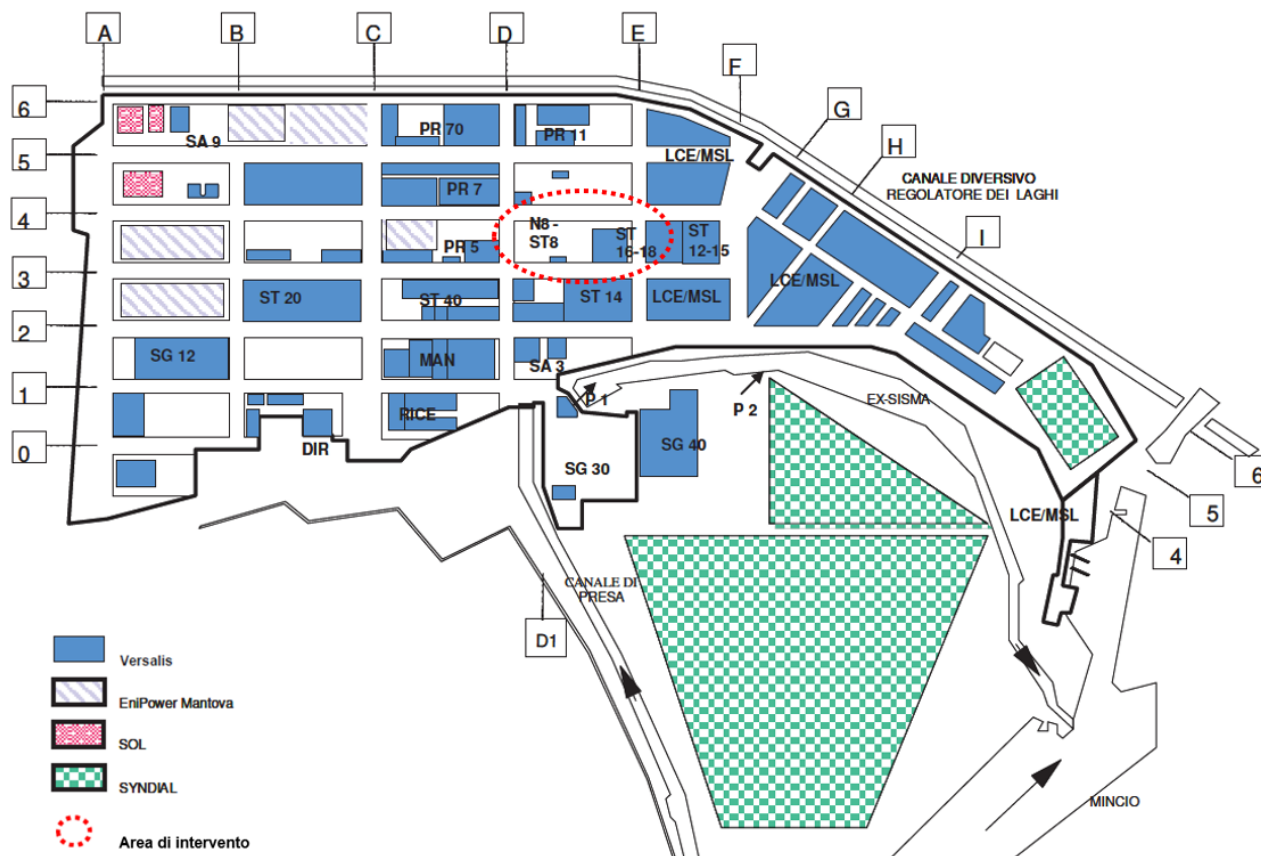 A
B
C
D
E
F
G
H
I
6
5
4
3
2
1
0
SA 9
PR 70
PR 11
LCE/MSL
CANALE DIVERSIVO
REGOLATORE DEI LAGHI
PR 7
N8 -
ST8
PR 5
ST
16-18
ST
12-15
LCE/MSL
ST 20
ST 40
ST 14
LCE/MSL
SG 12
MAN
SA 3
P 1
P 2
EX-SISMA
RICE
DIR
SG 40
SG 30
LCE/MSL
6
5
4
CANALE DI
PRESA
D1
MINCIO
Versalis
EniPower Mantova
SOL
SYNDIAL
Area di intervento